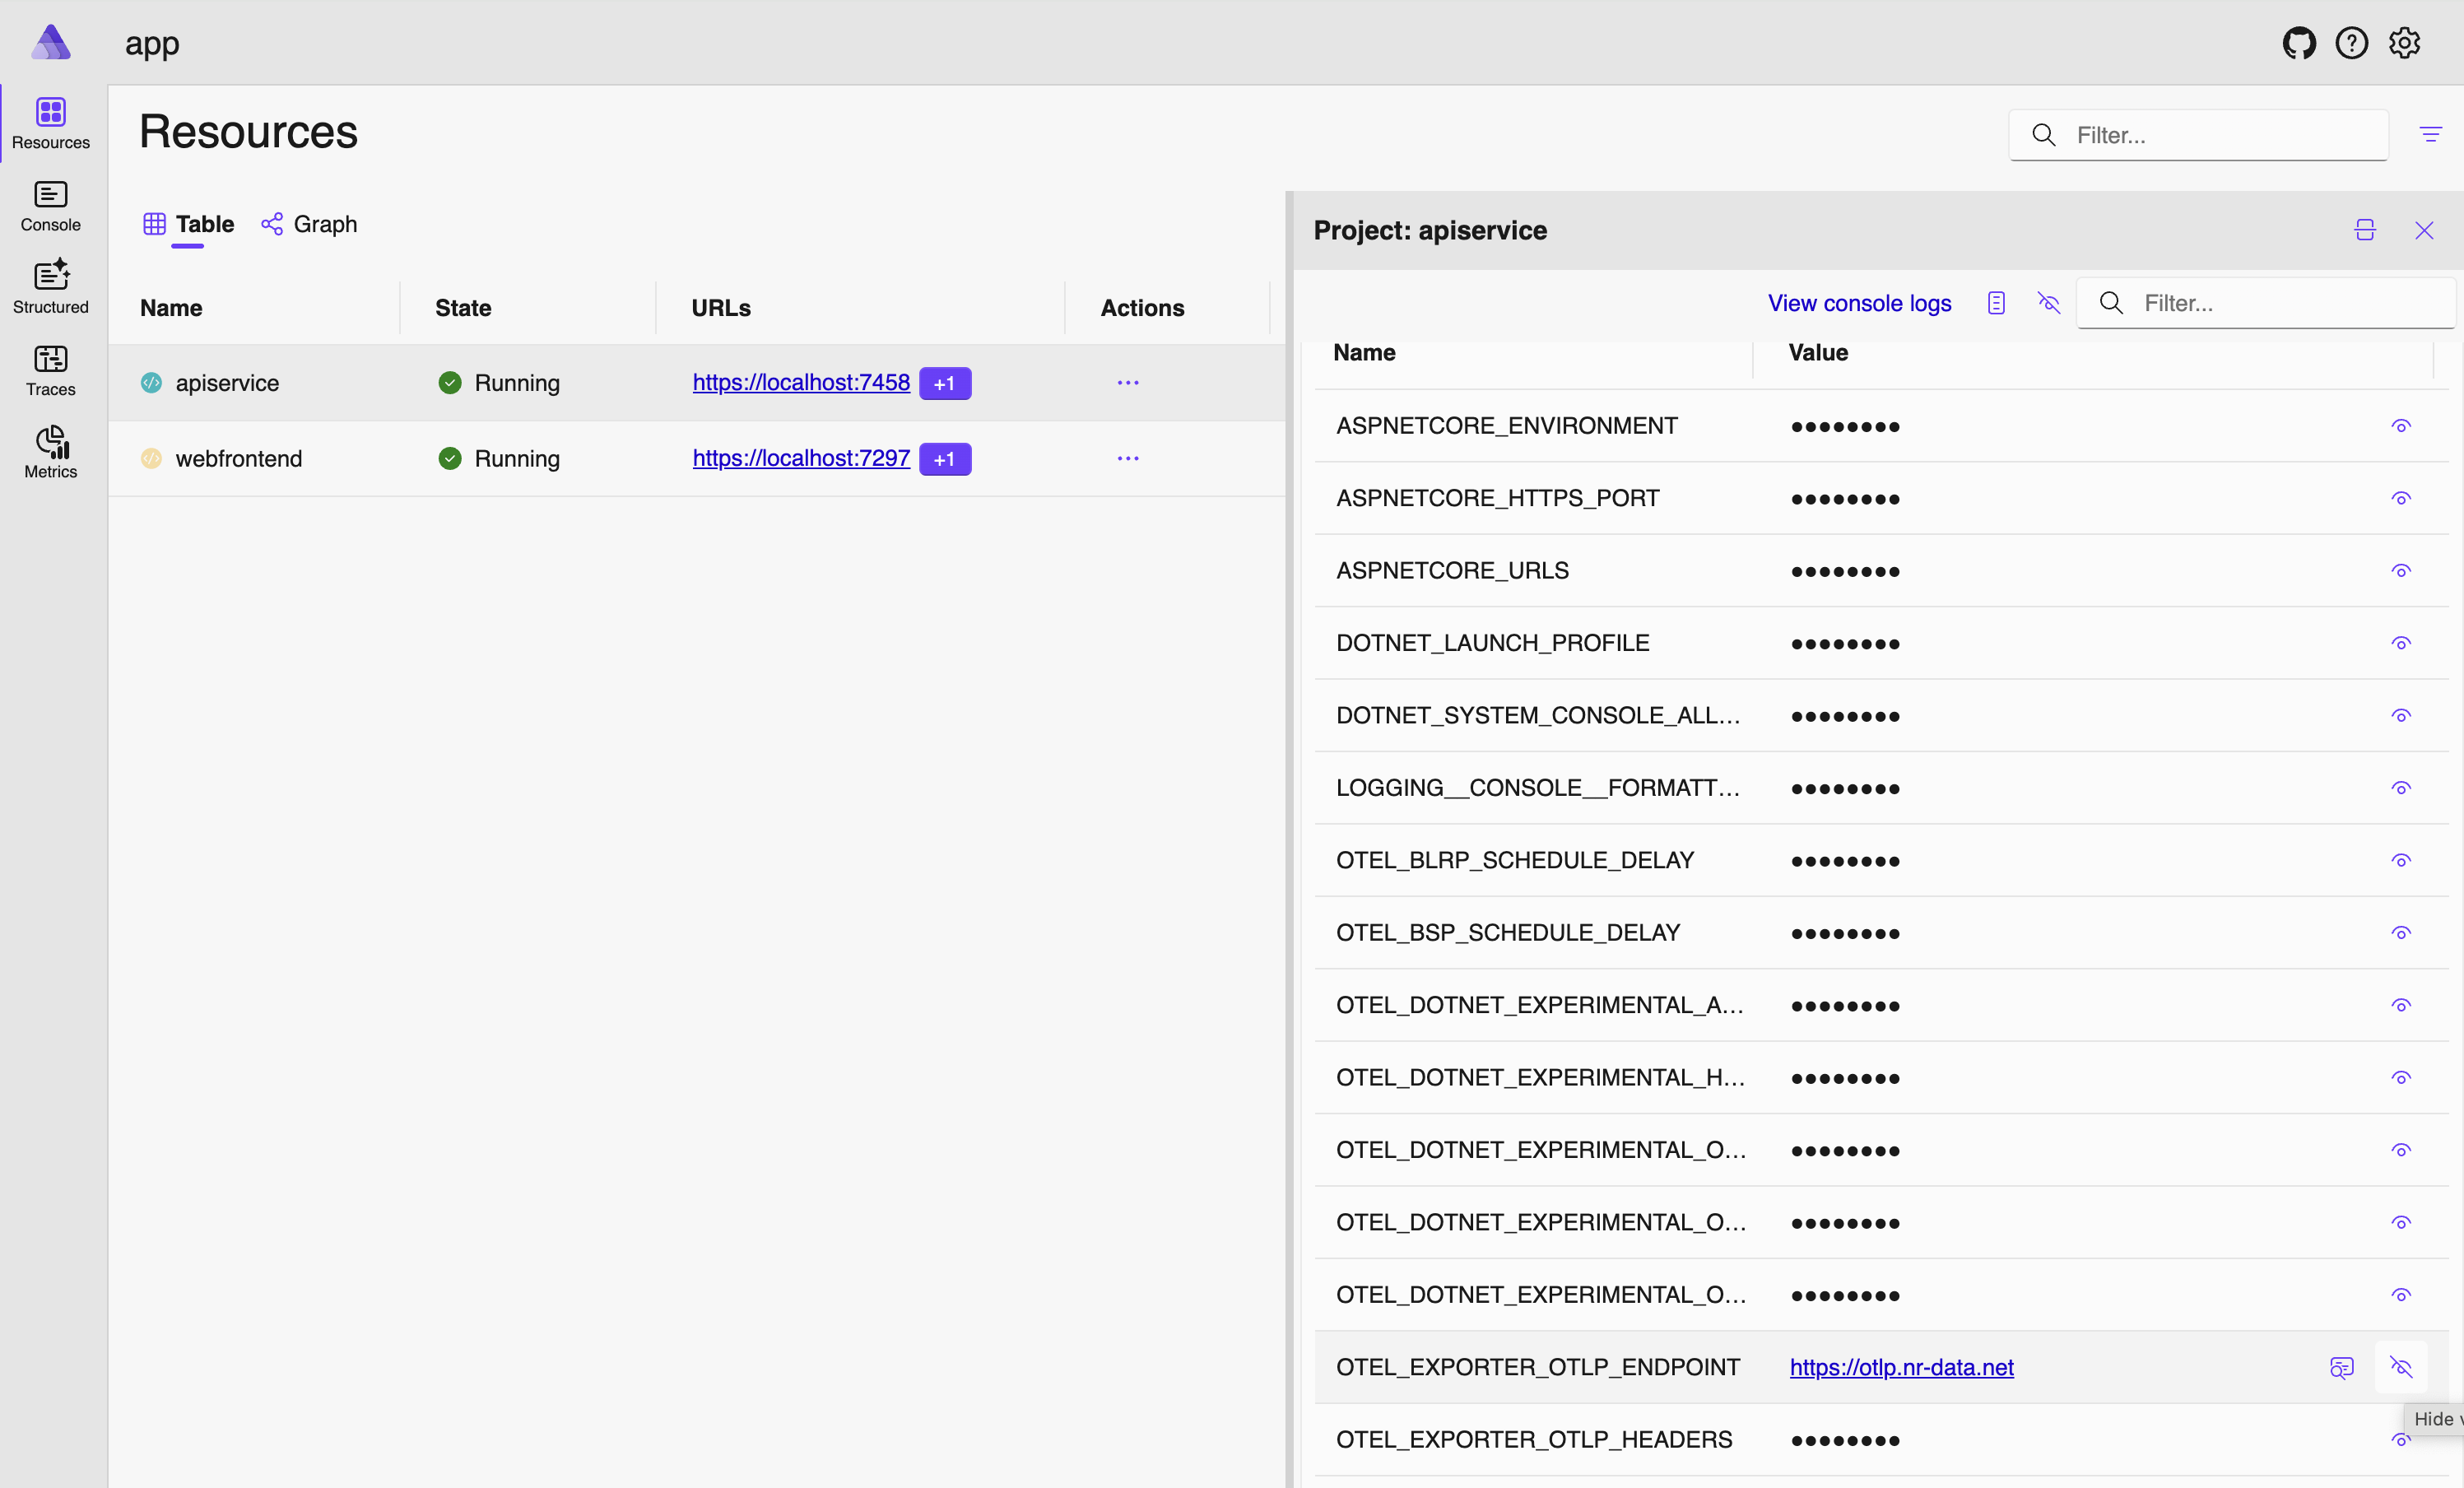 app
Resources
Console
Structured
Traces
Metrics
Resources
Filter...
Table Graph
Name State URLs Actions
apiservice Running https://localhost:7458 +1 ...
webfrontend Running https://localhost:7297 +1 ...
Project: apiservice
View console logs Filter...
Name Value
ASPNETCORE_ENVIRONMENT ●●●●●●●●
ASPNETCORE_HTTPS_PORT ●●●●●●●●
ASPNETCORE_URLS ●●●●●●●●
DOTNET_LAUNCH_PROFILE ●●●●●●●●
DOTNET_SYSTEM_CONSOLE_ALL... ●●●●●●●●
LOGGING__CONSOLE__FORMATT... ●●●●●●●●
OTEL_BLRP_SCHEDULE_DELAY ●●●●●●●●
OTEL_BSP_SCHEDULE_DELAY ●●●●●●●●
OTEL_DOTNET_EXPERIMENTAL_A... ●●●●●●●●
OTEL_DOTNET_EXPERIMENTAL_H... ●●●●●●●●
OTEL_DOTNET_EXPERIMENTAL_O... ●●●●●●●●
OTEL_DOTNET_EXPERIMENTAL_O... ●●●●●●●●
OTEL_DOTNET_EXPERIMENTAL_O... ●●●●●●●●
OTEL_EXPORTER_OTLP_ENDPOINT https://otlp.nr-data.net
Hide
OTEL_EXPORTER_OTLP_HEADERS ●●●●●●●●